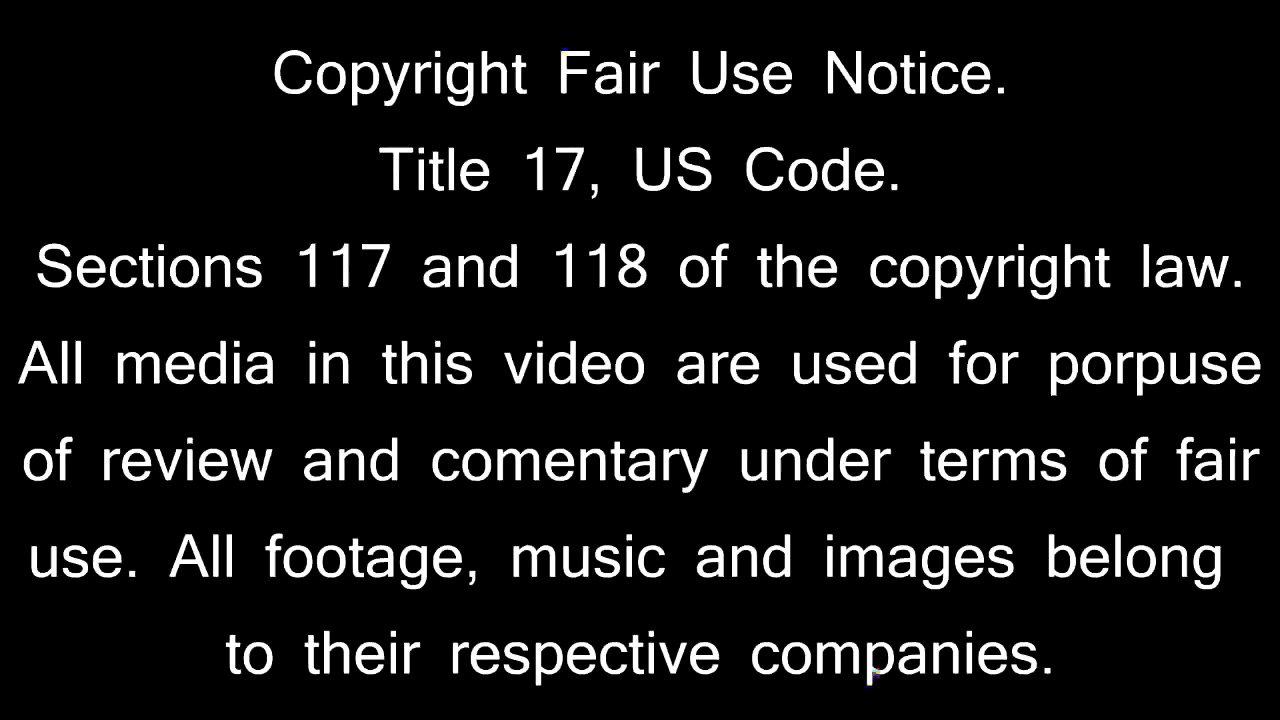 Copyright Fair Use Notice.
Title 17, US Code.
Sections 117 and 118 of the copyright law.
All media in this video are used for porpuse
of review and comentary under terms of fair
use. All footage, music and images belong
to their respective companies.